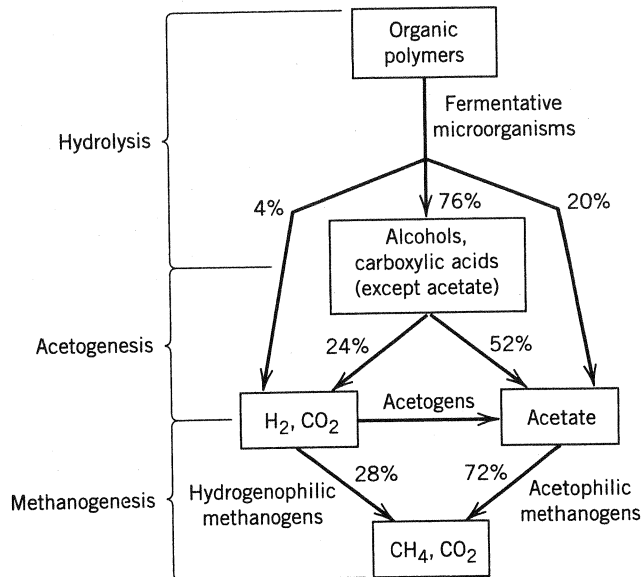 Organic
polymers
Fermentative
microorganisms
Hydrolysis
4%
76%
20%
Alcohols,
carboxylic acids
(except acetate)
Acetogenesis
24%
52%
H2, CO2
Acetogens
Acetate
Methanogenesis
Hydrogenophilic
methanogens
28%
72%
Acetophilic
methanogens
CH4, CO2